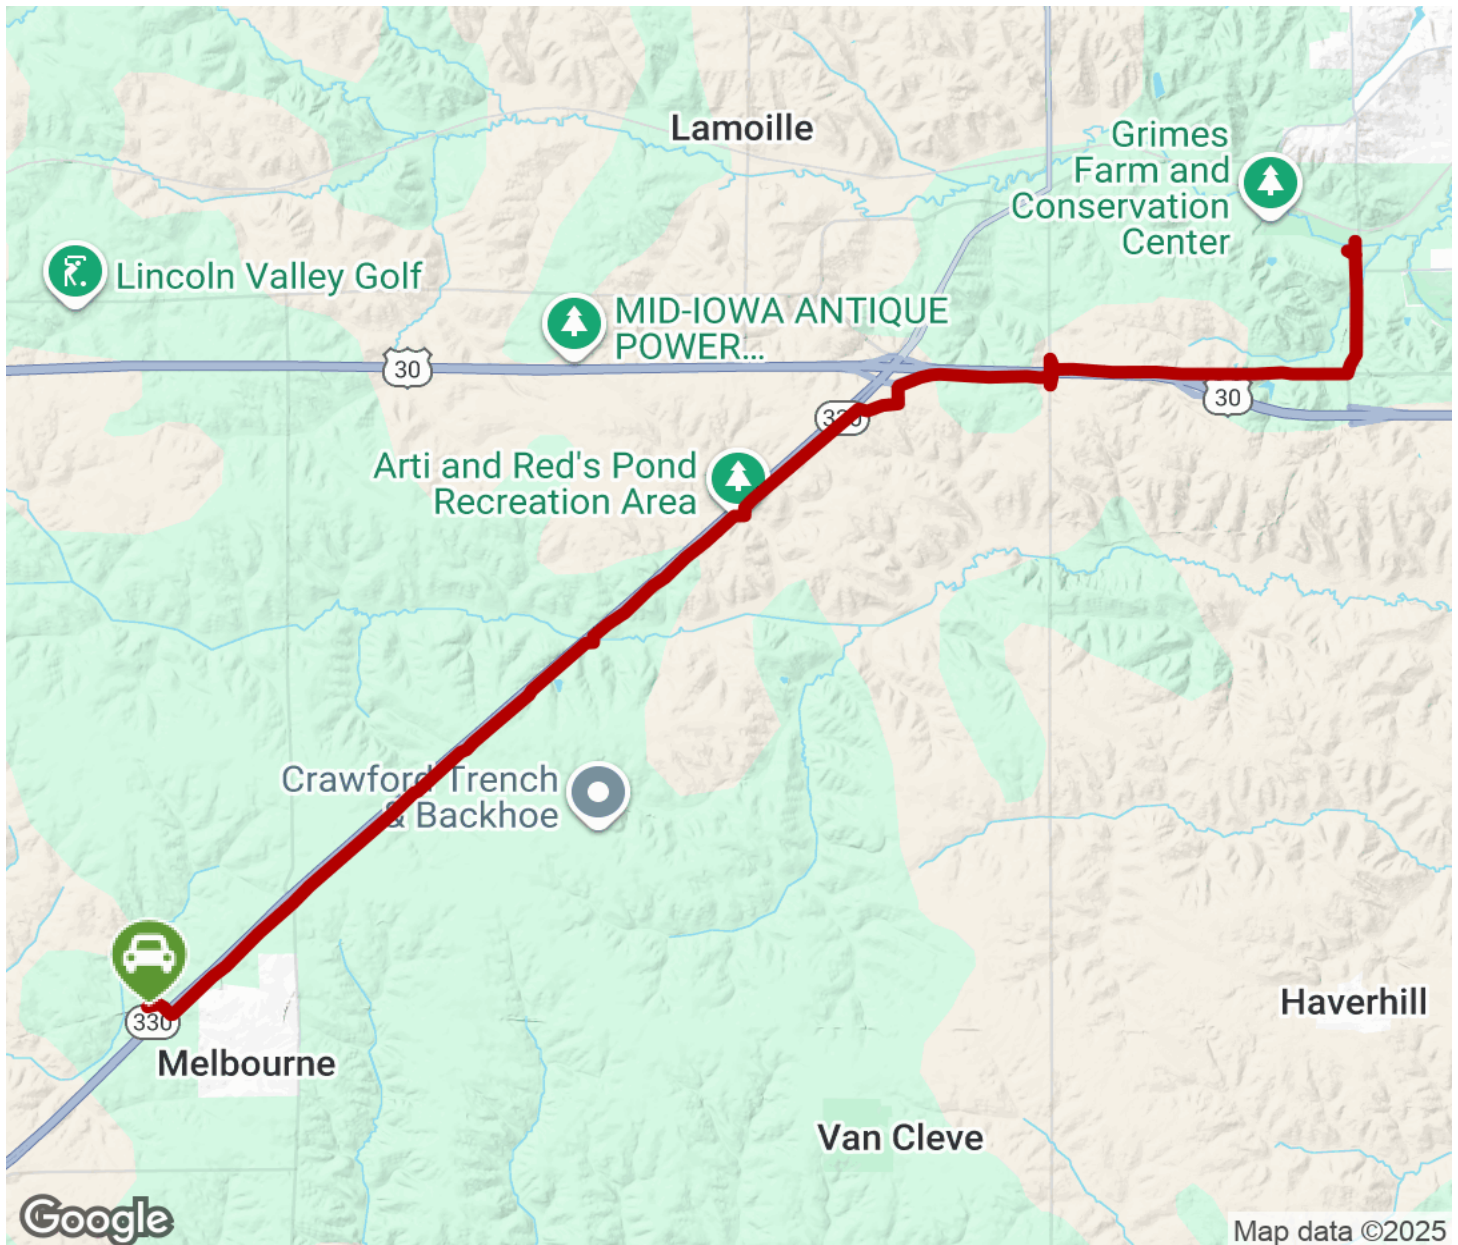 Lamoille
Grimes
Farm and
Conservation
Center
Lincoln Valley Golf
MID-IOWA ANTIQUE
POWER...
30
30
330
Arti and Red's Pond
Recreation Area
Crawford Trench
& Backhoe
330
Melbourne
Haverhill
Van Cleve
Google
Map data ©2025